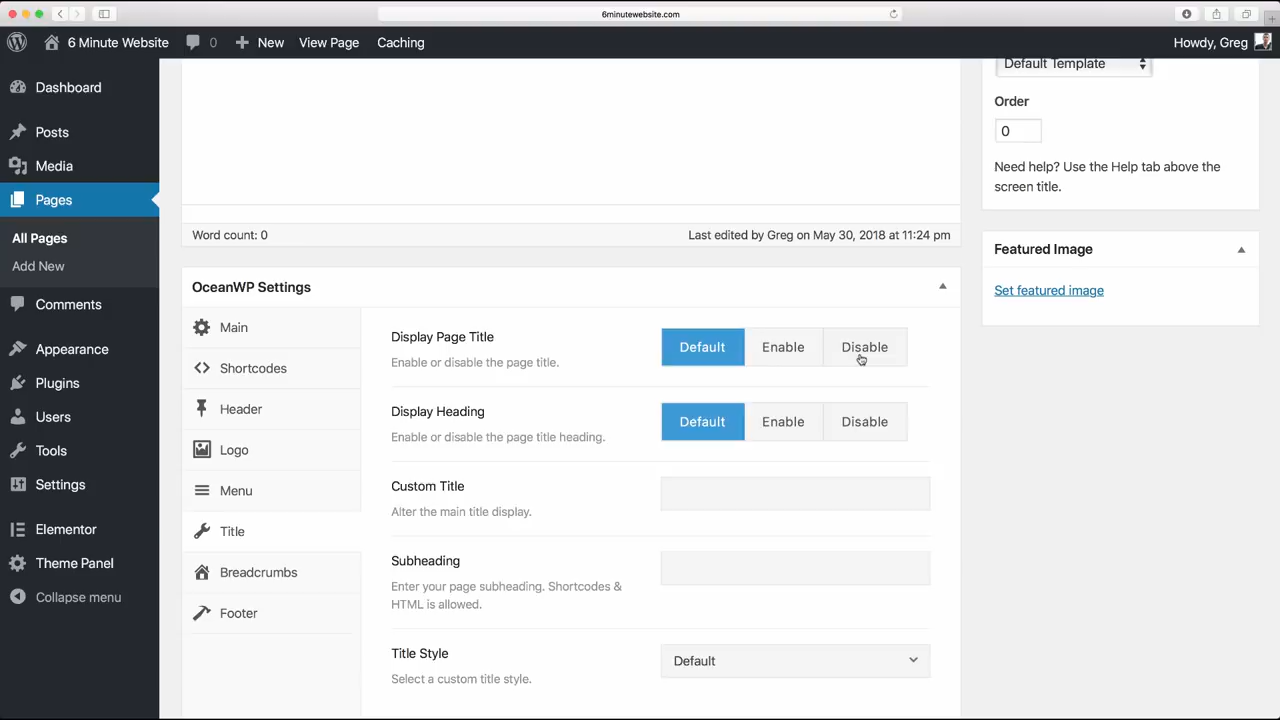 6minutewebsite.com
6 Minute Website 0 New View Page Caching Howdy, Greg
Dashboard
Posts
Media
Pages
All Pages
Add New
Comments
Appearance
Plugins
Users
Tools
Settings
Elementor
Theme Panel
Collapse menu
Word count: 0 Last edited by Greg on May 30, 2018 at 11:24 pm
OceanWP Settings
Main
Shortcodes
Header
Logo
Menu
Title
Breadcrumbs
Footer
Display Page Title
Enable or disable the page title.
Default Enable Disable
Display Heading
Enable or disable the page title heading.
Default Enable Disable
Custom Title
Alter the main title display.
Subheading
Enter your page subheading. Shortcodes &
HTML is allowed.
Title Style
Select a custom title style.
Default
Default Template
Order
0
Need help? Use the Help tab above the
screen title.
Featured Image
Set featured image